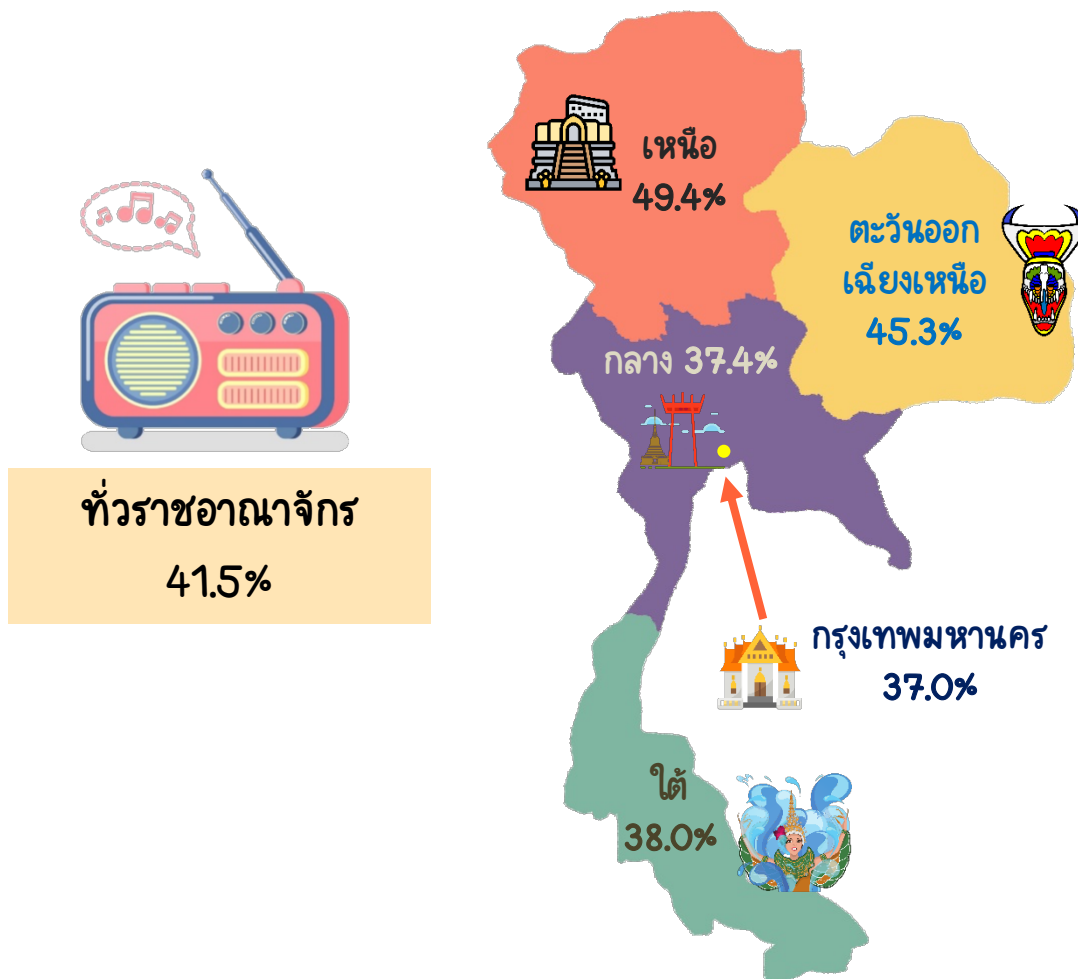 เหนือ
49.4%
ตะวันออก
เฉียงเหนือ
45.3%
กลาง 37.4%
ทั่วราชอาณาจักร
41.5%
กรุงเทพมหานคร
37.0%
ใต้
38.0%